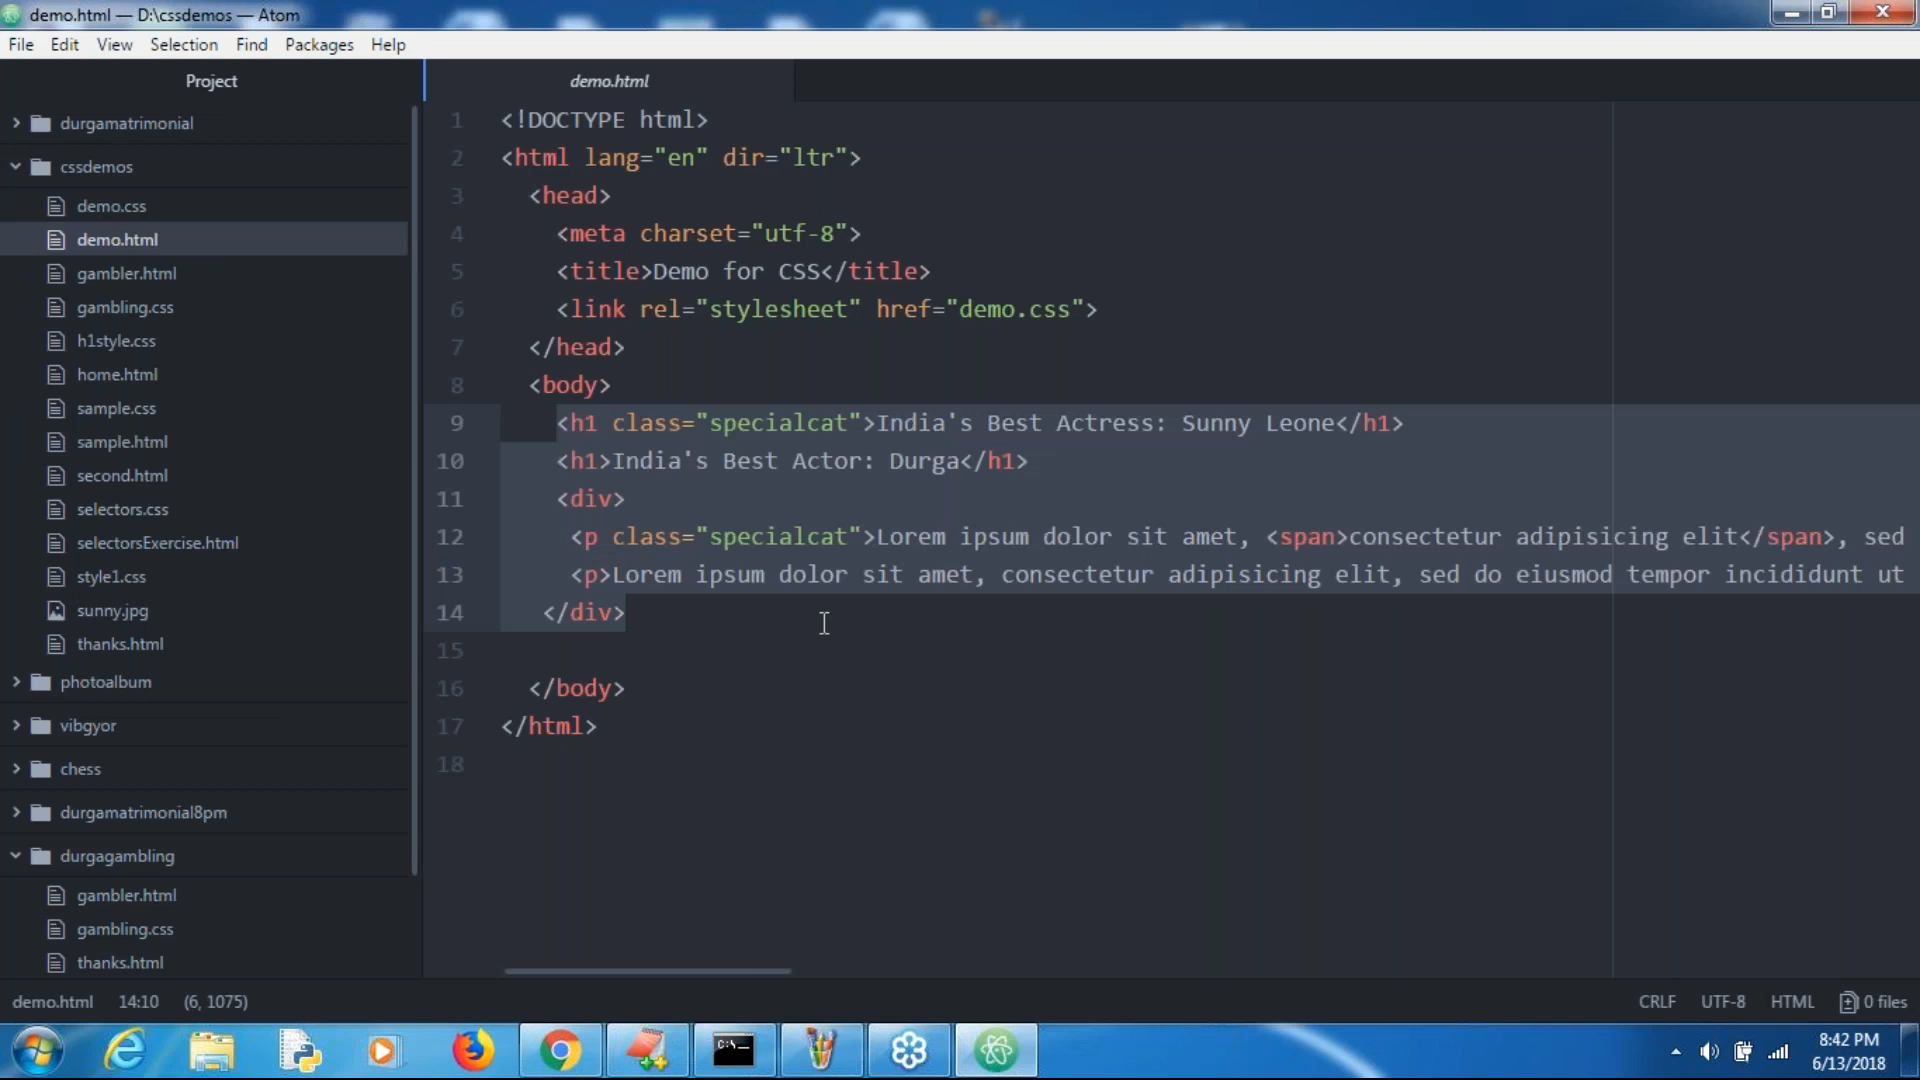 demo.html — D:\cssdemos — Atom
File Edit View Selection Find Packages Help
Project
durgamatrimonial
cssdemos
demo.css
demo.html
gambler.html
gambling.css
h1style.css
home.html
sample.css
sample.html
second.html
selectors.css
selectorsExercise.html
style1.css
sunny.jpg
thanks.html
photoalbum
vibgyor
chess
durgamatrimonial8pm
durgagambling
gambler.html
gambling.css
thanks.html
demo.html
1 <!DOCTYPE html>
2 <html lang="en" dir="ltr">
3 <head>
4 <meta charset="utf-8">
5 <title>Demo for CSS</title>
6 <link rel="stylesheet" href="demo.css">
7 </head>
8 <body>
9 <h1 class="specialcat">India's Best Actress: Sunny Leone</h1>
10 <h1>India's Best Actor: Durga</h1>
11 <div>
12 <p class="specialcat">Lorem ipsum dolor sit amet, <span>consectetur adipisicing elit</span>, sed
13 <p>Lorem ipsum dolor sit amet, consectetur adipisicing elit, sed do eiusmod tempor incididunt ut
14 </div>
15
16 </body>
17 </html>
18
demo.html 14:10 (6, 1075)
CRLF UTF-8 HTML 0 files
C:\
8:42 PM
6/13/2018